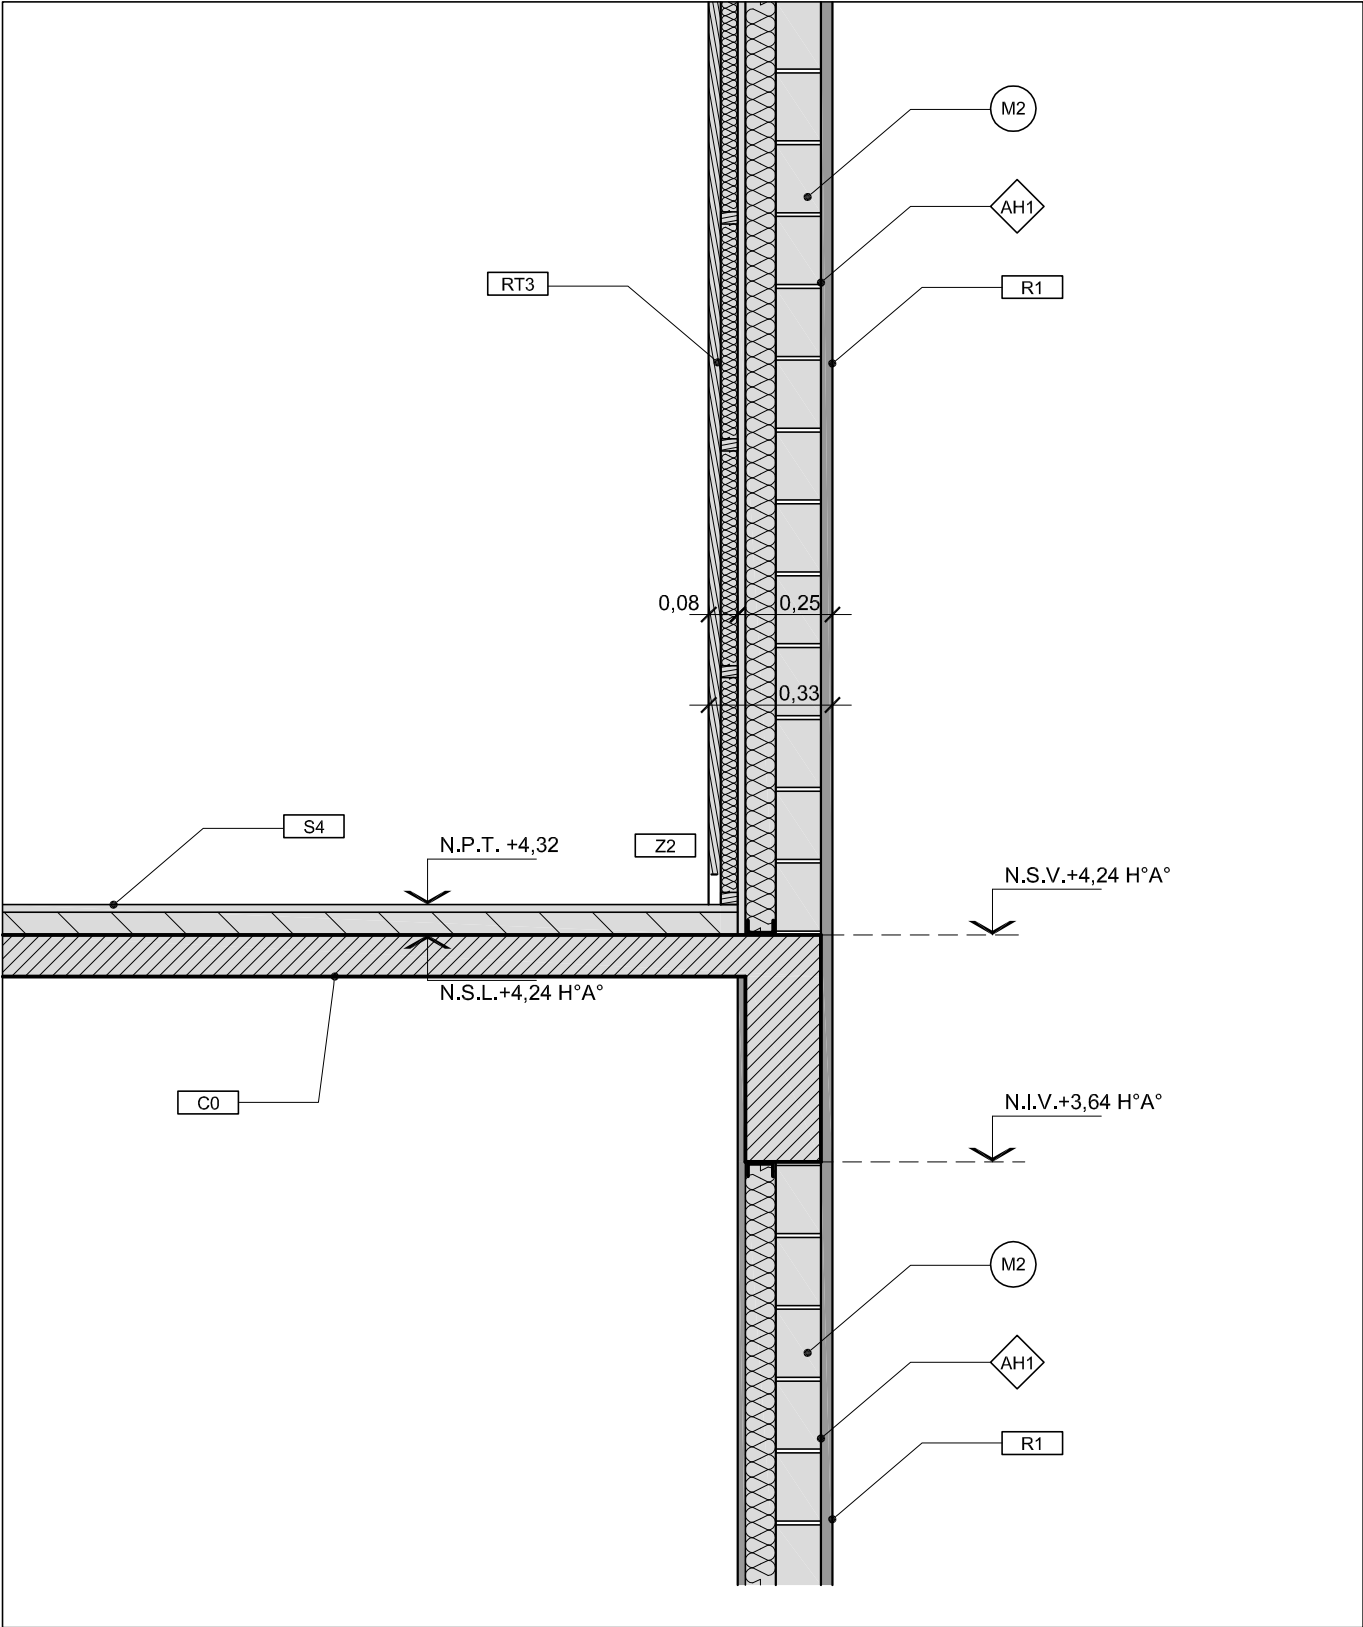 M2
AH1
RT3
R1
0,08
0,25
0,33
S4
N.P.T. +4,32
Z2
N.S.V.+4,24 H°A°
N.S.L.+4,24 H°A°
C0
N.I.V.+3,64 H°A°
M2
AH1
R1